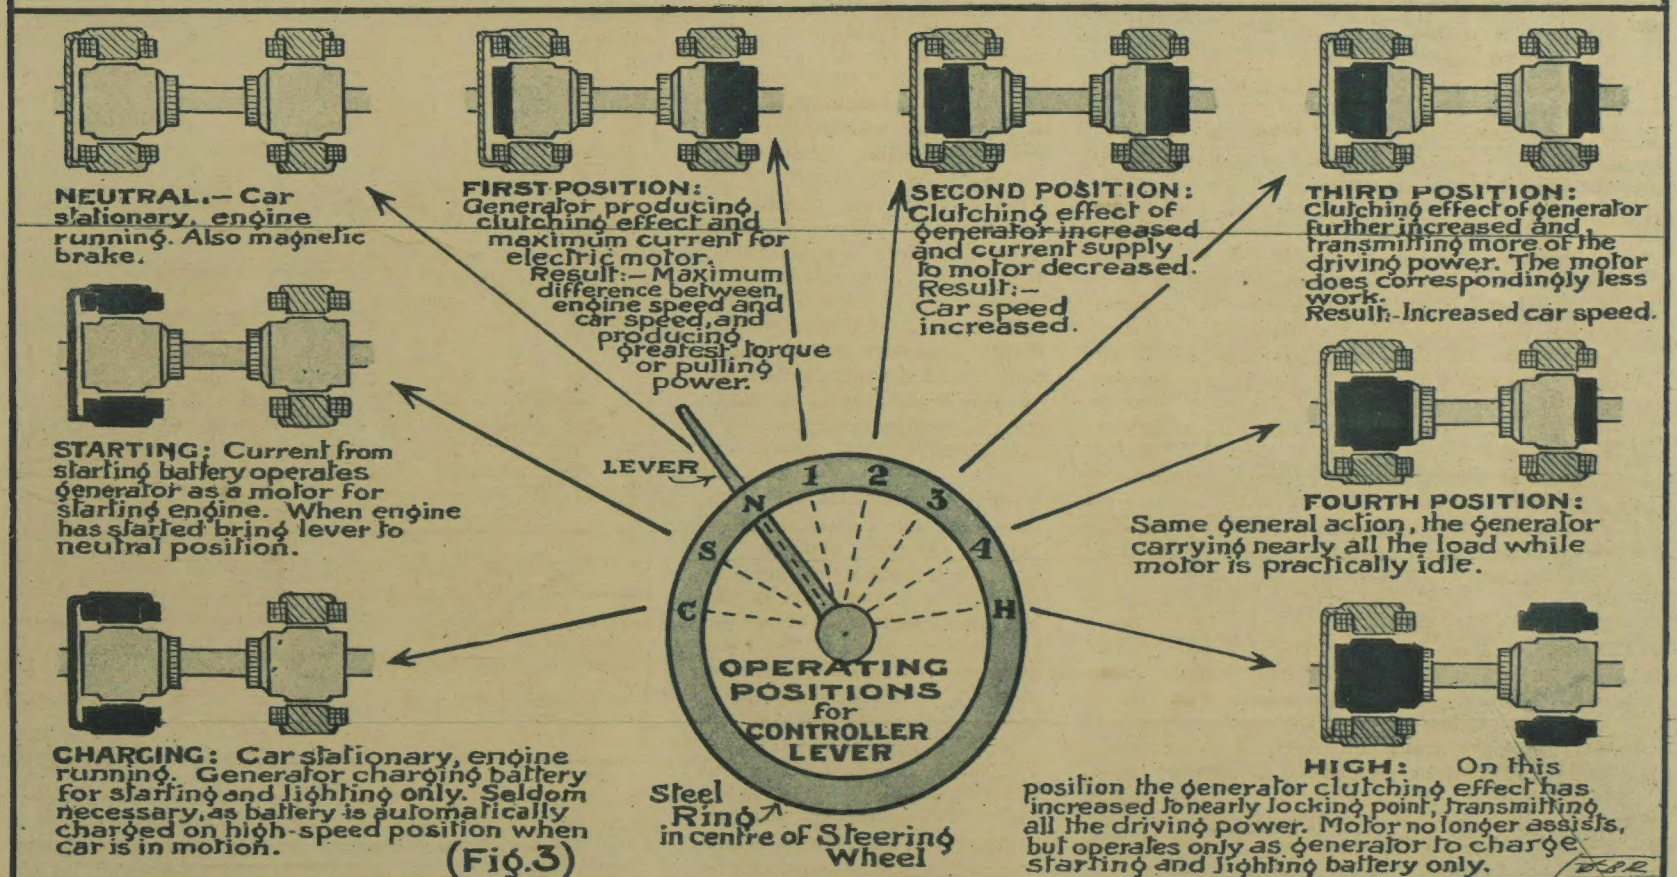 NEUTRAL.- Car
stationary, engine
running. Also magnetic
brake.
FIRST POSITION:
Generator producing
clutching effect and
maximum current for
electric motor.
Result:- Maximum
difference between
engine speed and
car speed, and
producing
greatest torque
or pulling
power.
SECOND POSITION:
Clutching effect of
generator increased
and current supply
to motor decreased.
Result:-
Car speed
increased.
THIRD POSITION:
Clutching effect of generator
further increased and
transmitting more of the
driving power. The motor
does correspondingly less
work.
Result:-Increased car speed.
STARTING: Current from
starting battery operates
generator as a motor for
starting engine. When engine
has started bring lever to
neutral position.
FOURTH POSITION:
Same general action, the generator
carrying nearly all the load while
motor is practically idle.
CHARGING: Car stationary, engine
running. Generator charging battery
for starting and lighting only. Seldom
necessary, as battery is automatically
charged on high-speed position when
car is in motion.
(Fig.3)
LEVER
C
S
N
1
2
3
4
H
OPERATING
POSITIONS
for
CONTROLLER
LEVER
Steel
Ring
in centre of Steering
Wheel
HIGH: On this
position the generator clutching effect has
increased to nearly locking point, transmitting
all the driving power. Motor no longer assists,
but operates only as generator to charge
starting and lighting battery only.